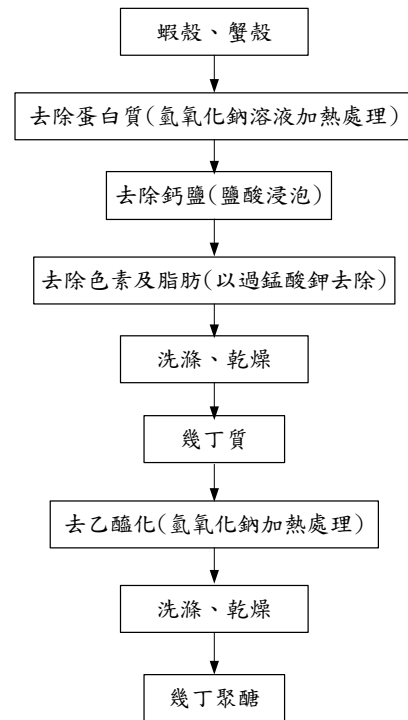 蝦殼、蟹殼
去除蛋白質(氫氧化鈉溶液加熱處理)
去除鈣鹽(鹽酸浸泡)
去除色素及脂肪(以過錳酸鉀去除)
洗滌、乾燥
幾丁質
去乙醯化(氫氧化鈉加熱處理)
洗滌、乾燥
幾丁聚醣